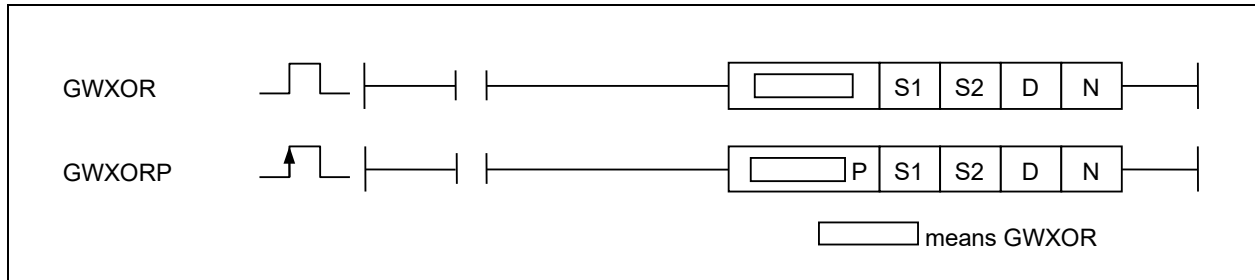 GWXOR S1 S2 D N
GWXORP P S1 S2 D N
means GWXOR